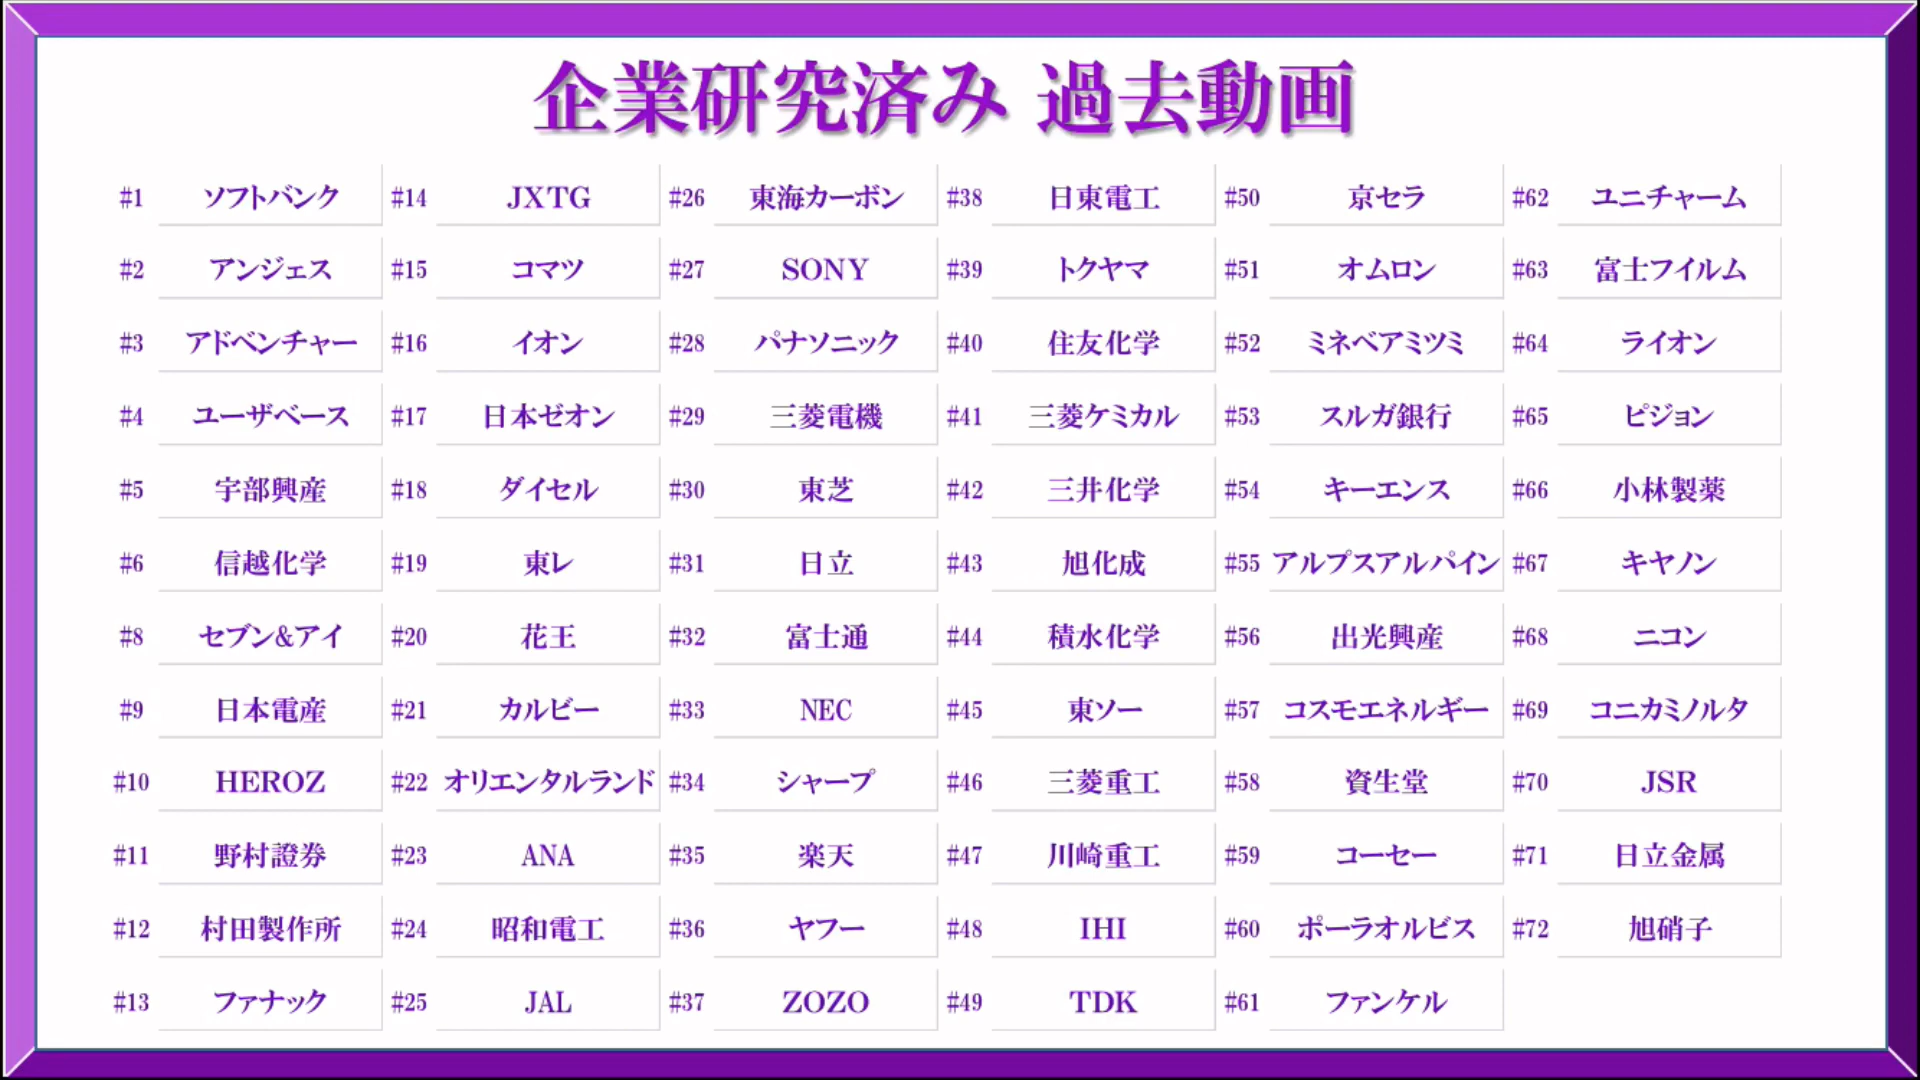 企業研究済み 過去動画
#1 ソフトバンク #14 JXTG #26 東海カーボン #38 日東電工 #50 京セラ #62 ユニチャーム
#2 アンジェス #15 コマツ #27 SONY #39 トクヤマ #51 オムロン #63 富士フイルム
#3 アドベンチャー #16 イオン #28 パナソニック #40 住友化学 #52 ミネベアミツミ #64 ライオン
#4 ユーザベース #17 日本ゼオン #29 三菱電機 #41 三菱ケミカル #53 スルガ銀行 #65 ピジョン
#5 宇部興産 #18 ダイセル #30 東芝 #42 三井化学 #54 キーエンス #66 小林製薬
#6 信越化学 #19 東レ #31 日立 #43 旭化成 #55 アルプスアルパイン #67 キヤノン
#8 セブン&アイ #20 花王 #32 富士通 #44 積水化学 #56 出光興産 #68 ニコン
#9 日本電産 #21 カルビー #33 NEC #45 東ソー #57 コスモエネルギー #69 コニカミノルタ
#10 HEROZ #22 オリエンタルランド #34 シャープ #46 三菱重工 #58 資生堂 #70 JSR
#11 野村證券 #23 ANA #35 楽天 #47 川崎重工 #59 コーセー #71 日立金属
#12 村田製作所 #24 昭和電工 #36 ヤフー #48 IHI #60 ポーラオルビス #72 旭硝子
#13 ファナック #25 JAL #37 ZOZO #49 TDK #61 ファンケル